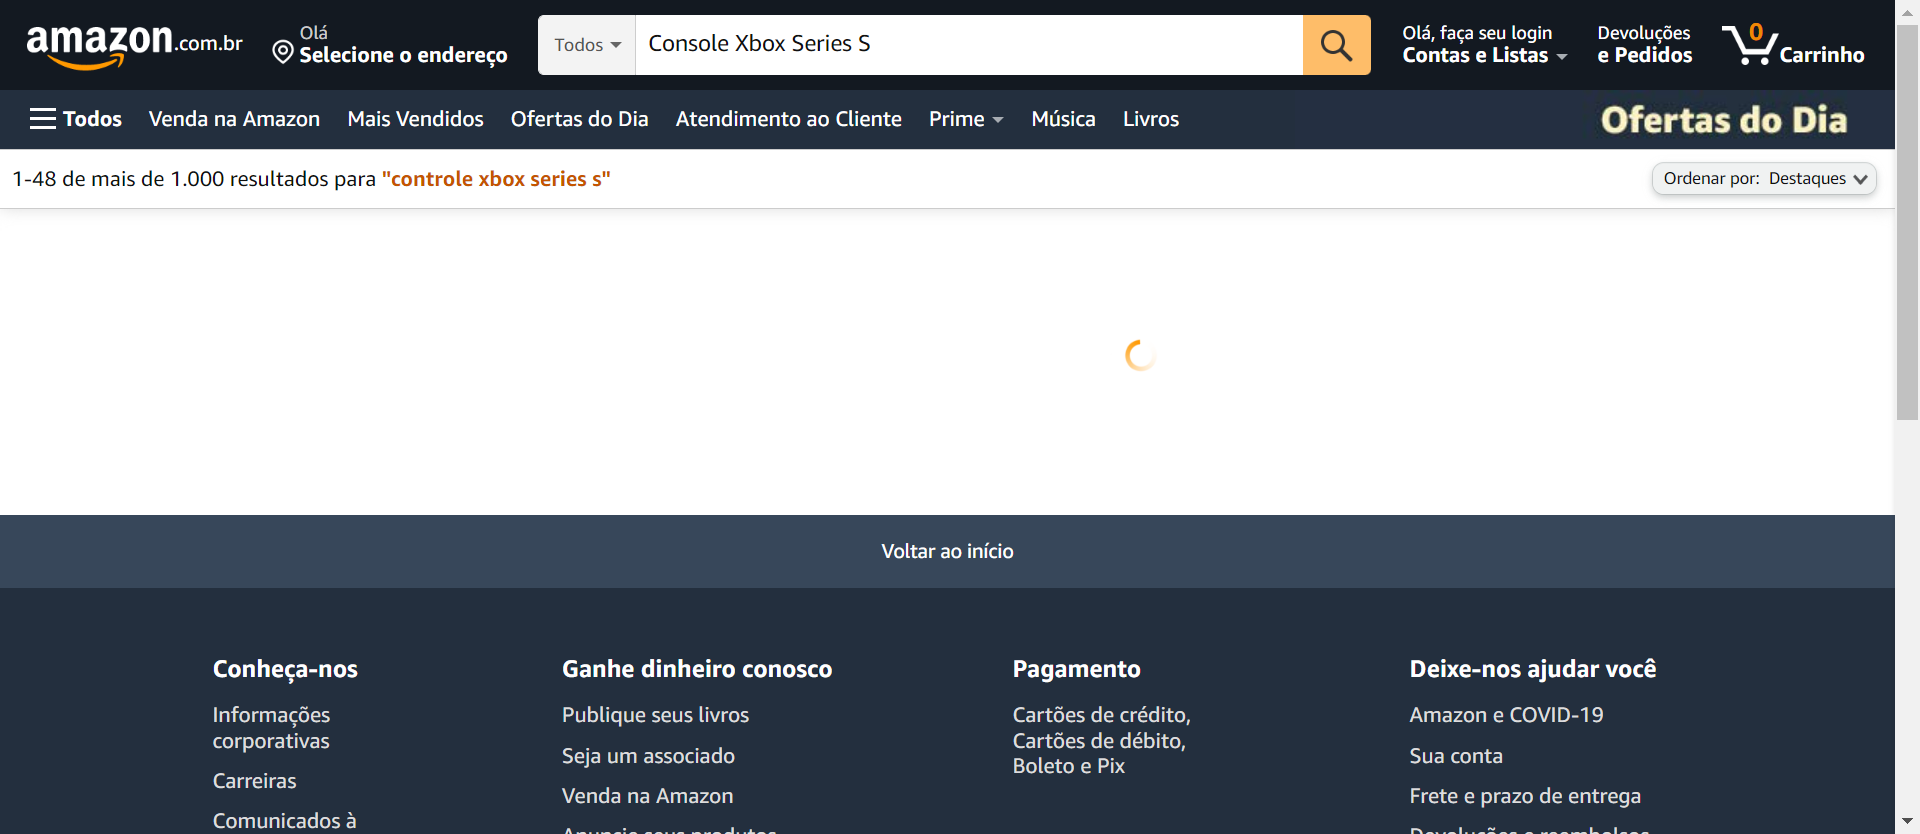 amazon.com.br
Olá
Selecione o endereço
Todos
Console Xbox Series S
Olá, faça seu login
Contas e Listas
Devoluções
e Pedidos
0
Carrinho
Todos
Venda na Amazon
Mais Vendidos
Ofertas do Dia
Atendimento ao Cliente
Prime
Música
Livros
Ofertas do Dia
1-48 de mais de 1.000 resultados para "controle xbox series s"
Ordenar por: Destaques
Voltar ao início
Conheça-nos
Informações
corporativas
Carreiras
Comunicados à
Ganhe dinheiro conosco
Publique seus livros
Seja um associado
Venda na Amazon
Anuncie seus produtos
Pagamento
Cartões de crédito,
Cartões de débito,
Boleto e Pix
Deixe-nos ajudar você
Amazon e COVID-19
Sua conta
Frete e prazo de entrega
Devoluções e reembolsos